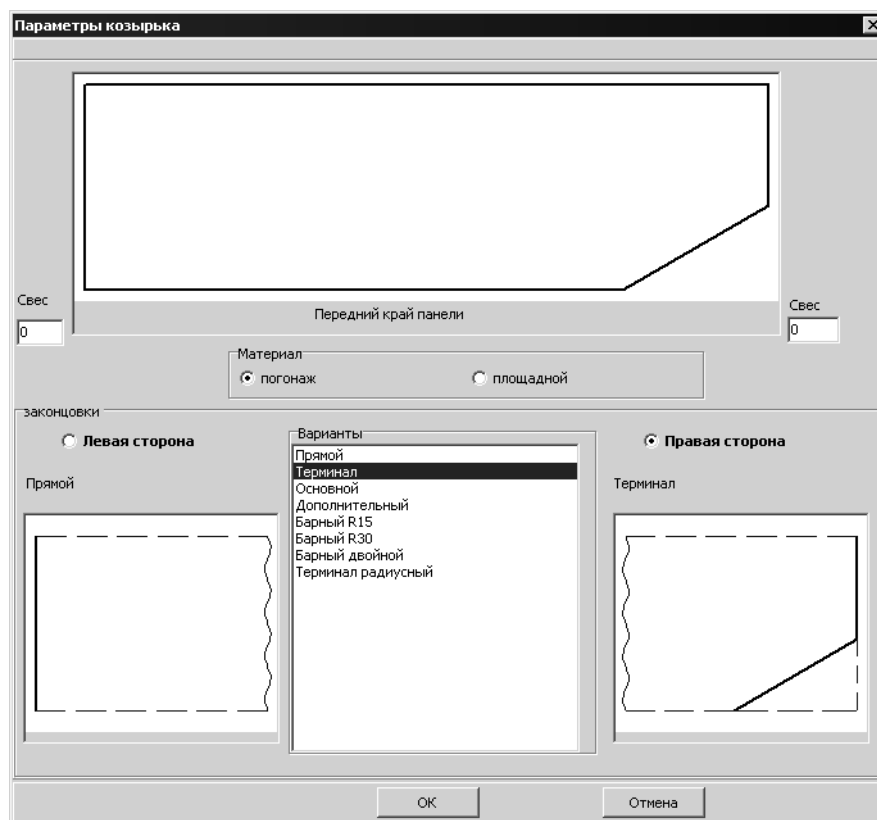 Параметры козырька
Свес
0
Передний край панели
Свес
0
Материал
погонаж
площадной
законцовки
Левая сторона
Варианты
Правая сторона
Прямой
Прямой
Терминал
Основной
Дополнительный
Барный R15
Барный R30
Барный двойной
Терминал радиусный
Терминал
OK
Отмена